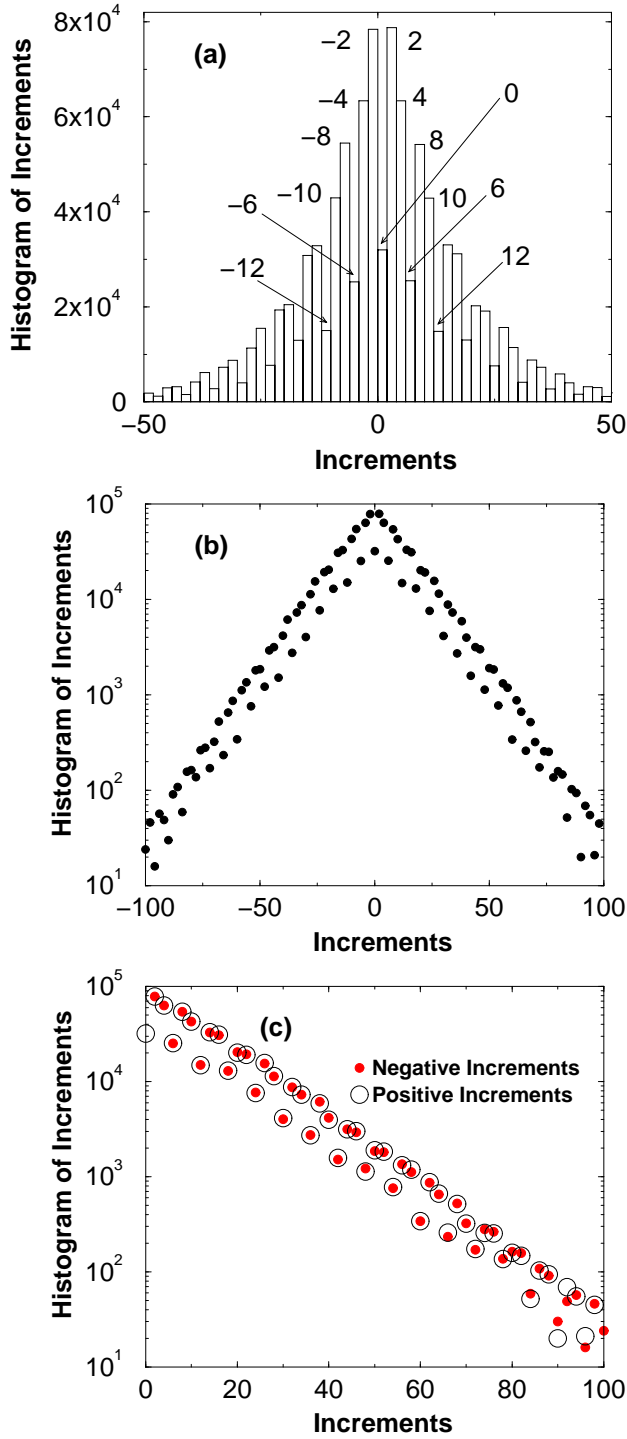 8x10⁴
6x10⁴
4x10⁴
2x10⁴
0
Histogram of Increments
(a)
−2 2
−4 4
−8 8
−10 10
−6 6
−12 12
0
−50 0 50
Increments
10⁵
10⁴
10³
10²
10¹
Histogram of Increments
(b)
−100 −50 0 50 100
Increments
10⁵
10⁴
10³
10²
10¹
Histogram of Increments
(c)
Negative Increments
Positive Increments
0 20 40 60 80 100
Increments